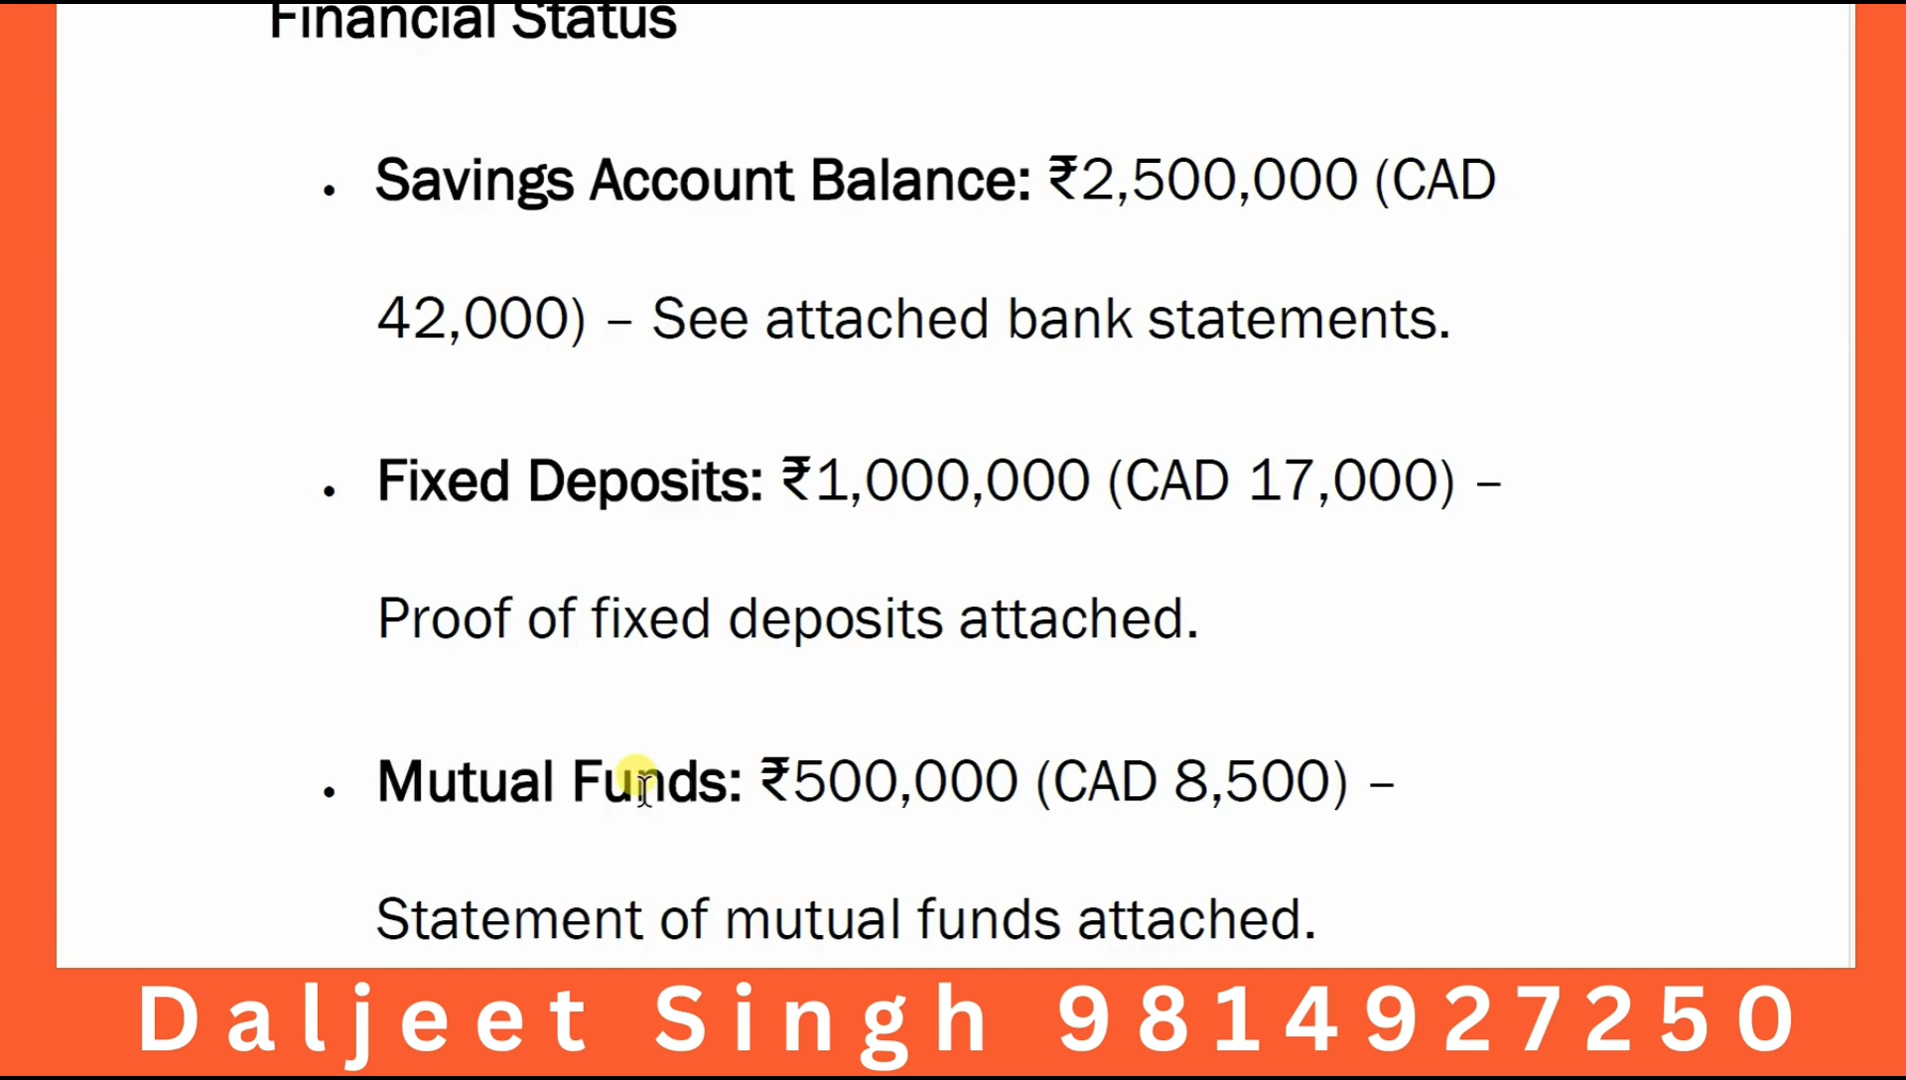 Financial Status
• Savings Account Balance: ₹2,500,000 (CAD
42,000) – See attached bank statements.
• Fixed Deposits: ₹1,000,000 (CAD 17,000) –
Proof of fixed deposits attached.
• Mutual Funds: ₹500,000 (CAD 8,500) –
Statement of mutual funds attached.
Daljeet Singh 9814927250